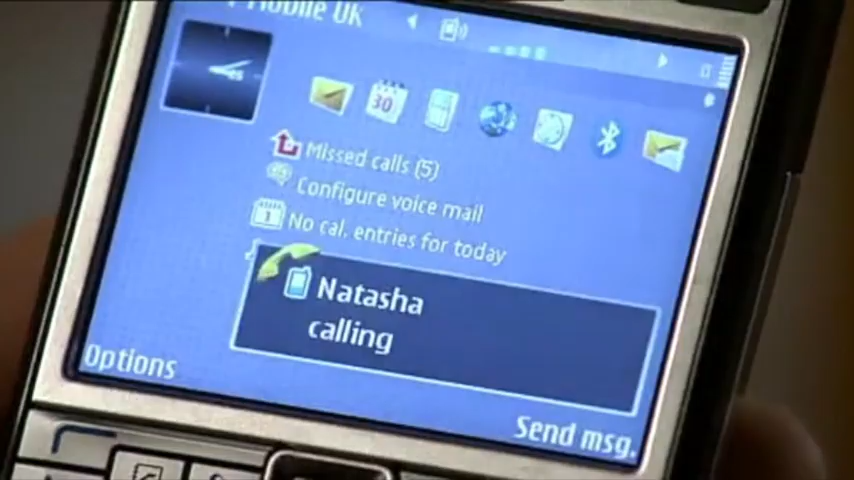 Mobile UK
30
Missed calls (5)
Configure voice mail
1
No cal. entries for today
Natasha
calling
Options
Send msg.